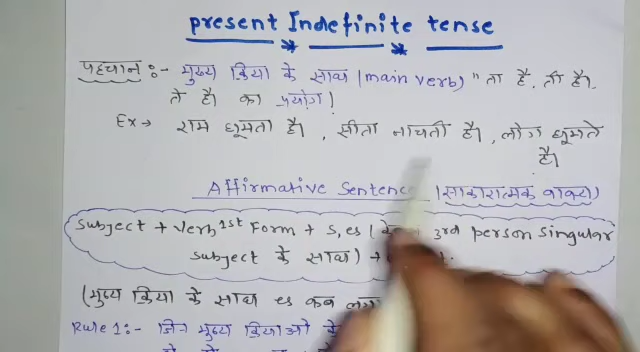 present Indefinite tense
पहचान :- मुख्य क्रिया के साथ (main verb) "ता है, ती है।
ते है। का प्रयोग।
Ex → राम घूमता है। , सीता नाचती है। , लोग घूमते
है।
Affirmative Sentence (साकारात्मक वाक्य)
Subject + verb 1st Form + s, es ( 3rd person singular
subject के साथ) +
(मुख्य क्रिया के साथ es कब
Rule 1:- जिन मुख्य क्रियाओं के